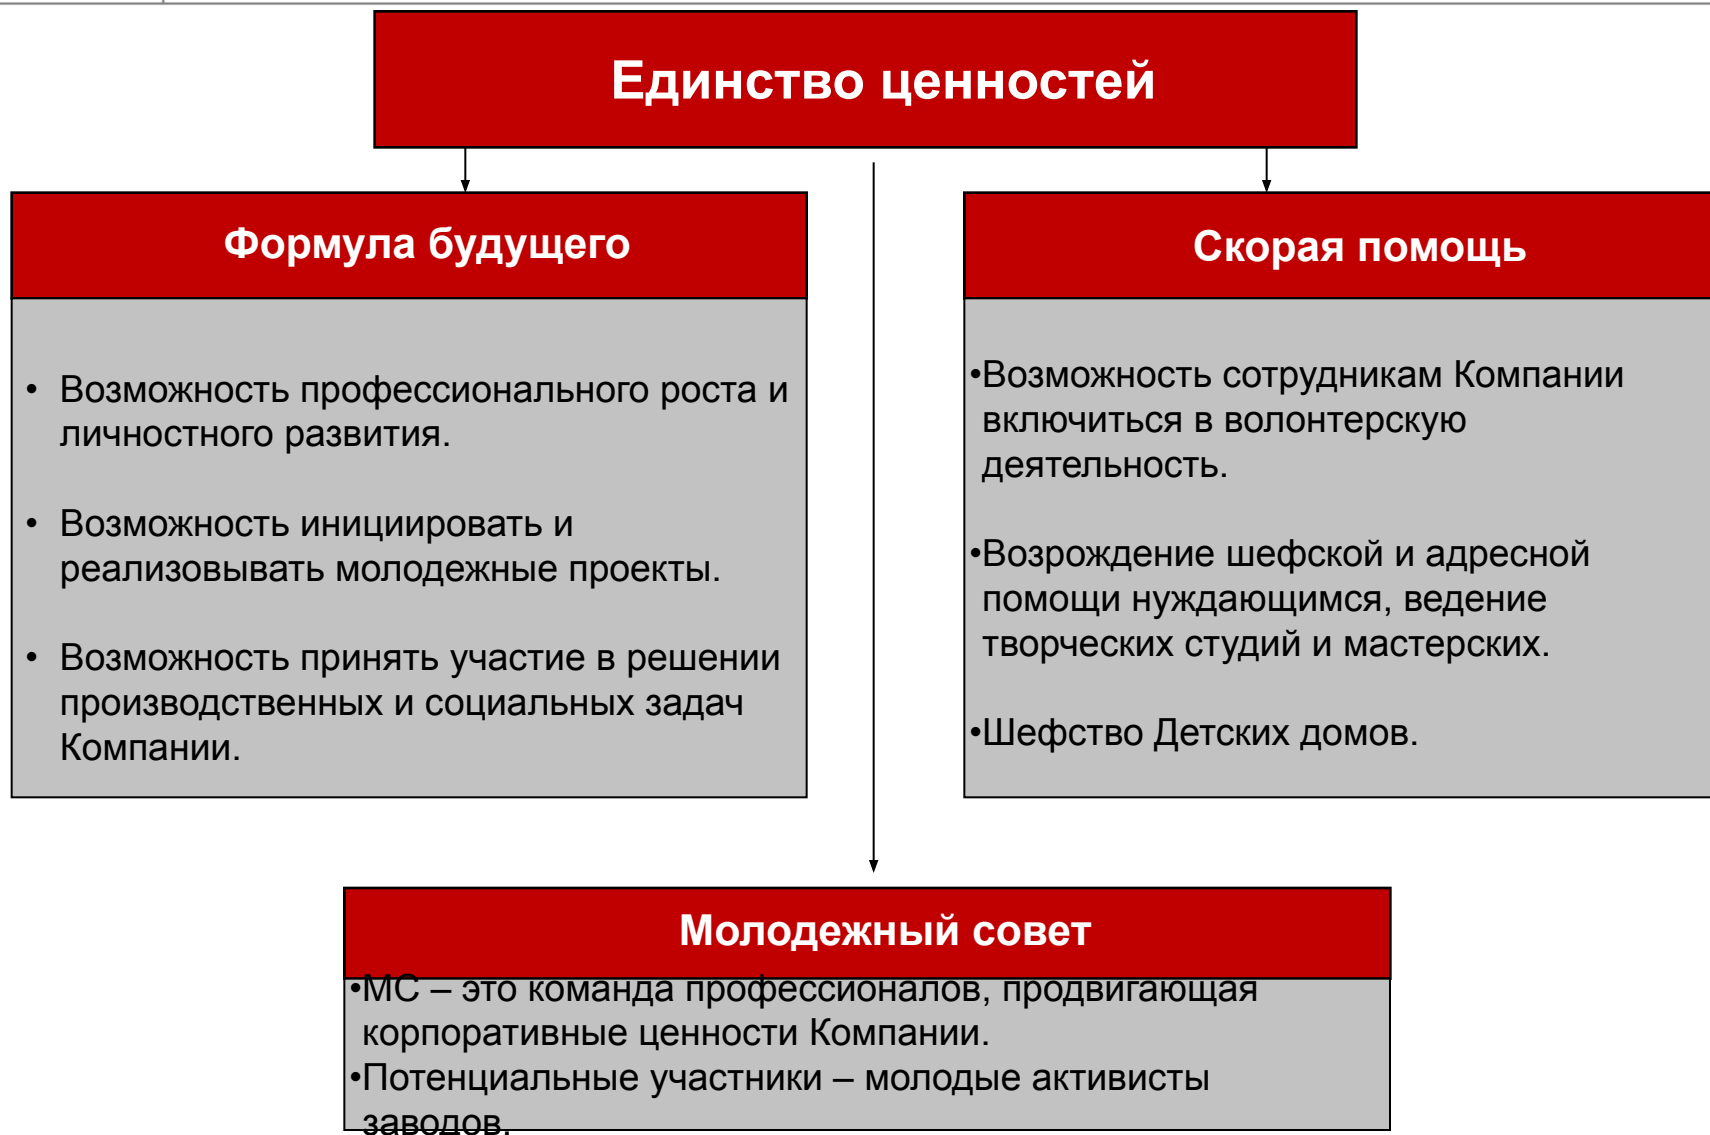 Единство ценностей
Формула будущего
• Возможность профессионального роста и
личностного развития.
• Возможность инициировать и
реализовывать молодежные проекты.
• Возможность принять участие в решении
производственных и социальных задач
Компании.
Скорая помощь
•Возможность сотрудникам Компании
включиться в волонтерскую
деятельность.
•Возрождение шефской и адресной
помощи нуждающимся, ведение
творческих студий и мастерских.
•Шефство Детских домов.
Молодежный совет
•МС – это команда профессионалов, продвигающая
корпоративные ценности Компании.
•Потенциальные участники – молодые активисты
заводов.